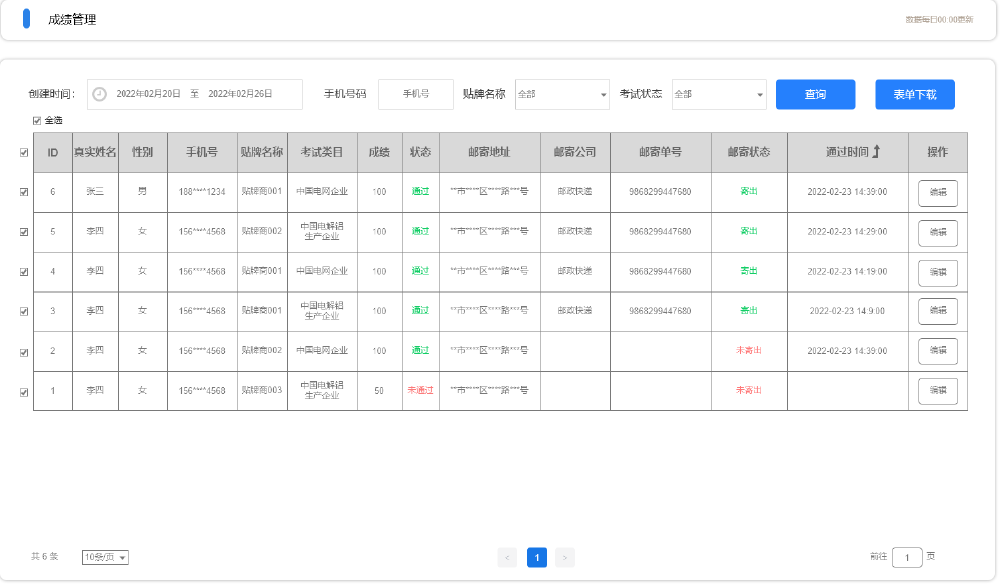 成绩管理
数据每日00:00更新
创建时间： 2022年02月20日 至 2022年02月26日 手机号码 手机号 贴牌名称 全部 考试状态 全部 查询 表单下载
全选
ID 真实姓名 性别 手机号 贴牌名称 考试类目 成绩 状态 邮寄地址 邮寄公司 邮寄单号 邮寄状态 通过时间 操作
6 张三 男 188****1234 贴牌商001 中国电网企业 100 通过 **市****区****路***号 邮政快递 9868299447680 寄出 2022-02-23 14:39:00 编辑
5 李四 女 156****4568 贴牌商002 中国电解铝生产企业 100 通过 **市****区****路***号 邮政快递 9868299447680 寄出 2022-02-23 14:29:00 编辑
4 李四 女 156****4568 贴牌商001 中国电网企业 100 通过 **市****区****路***号 邮政快递 9868299447680 寄出 2022-02-23 14:19:00 编辑
3 李四 女 156****4568 贴牌商001 中国电解铝生产企业 100 通过 **市****区****路***号 邮政快递 9868299447680 寄出 2022-02-23 14:9:00 编辑
2 李四 女 156****4568 贴牌商002 中国电网企业 100 通过 **市****区****路***号 未寄出 2022-02-23 14:39:00 编辑
1 李四 女 156****4568 贴牌商003 中国电解铝生产企业 50 未通过 **市****区****路***号 未寄出 编辑
共 6 条 10条/页 < 1 > 前往 1 页